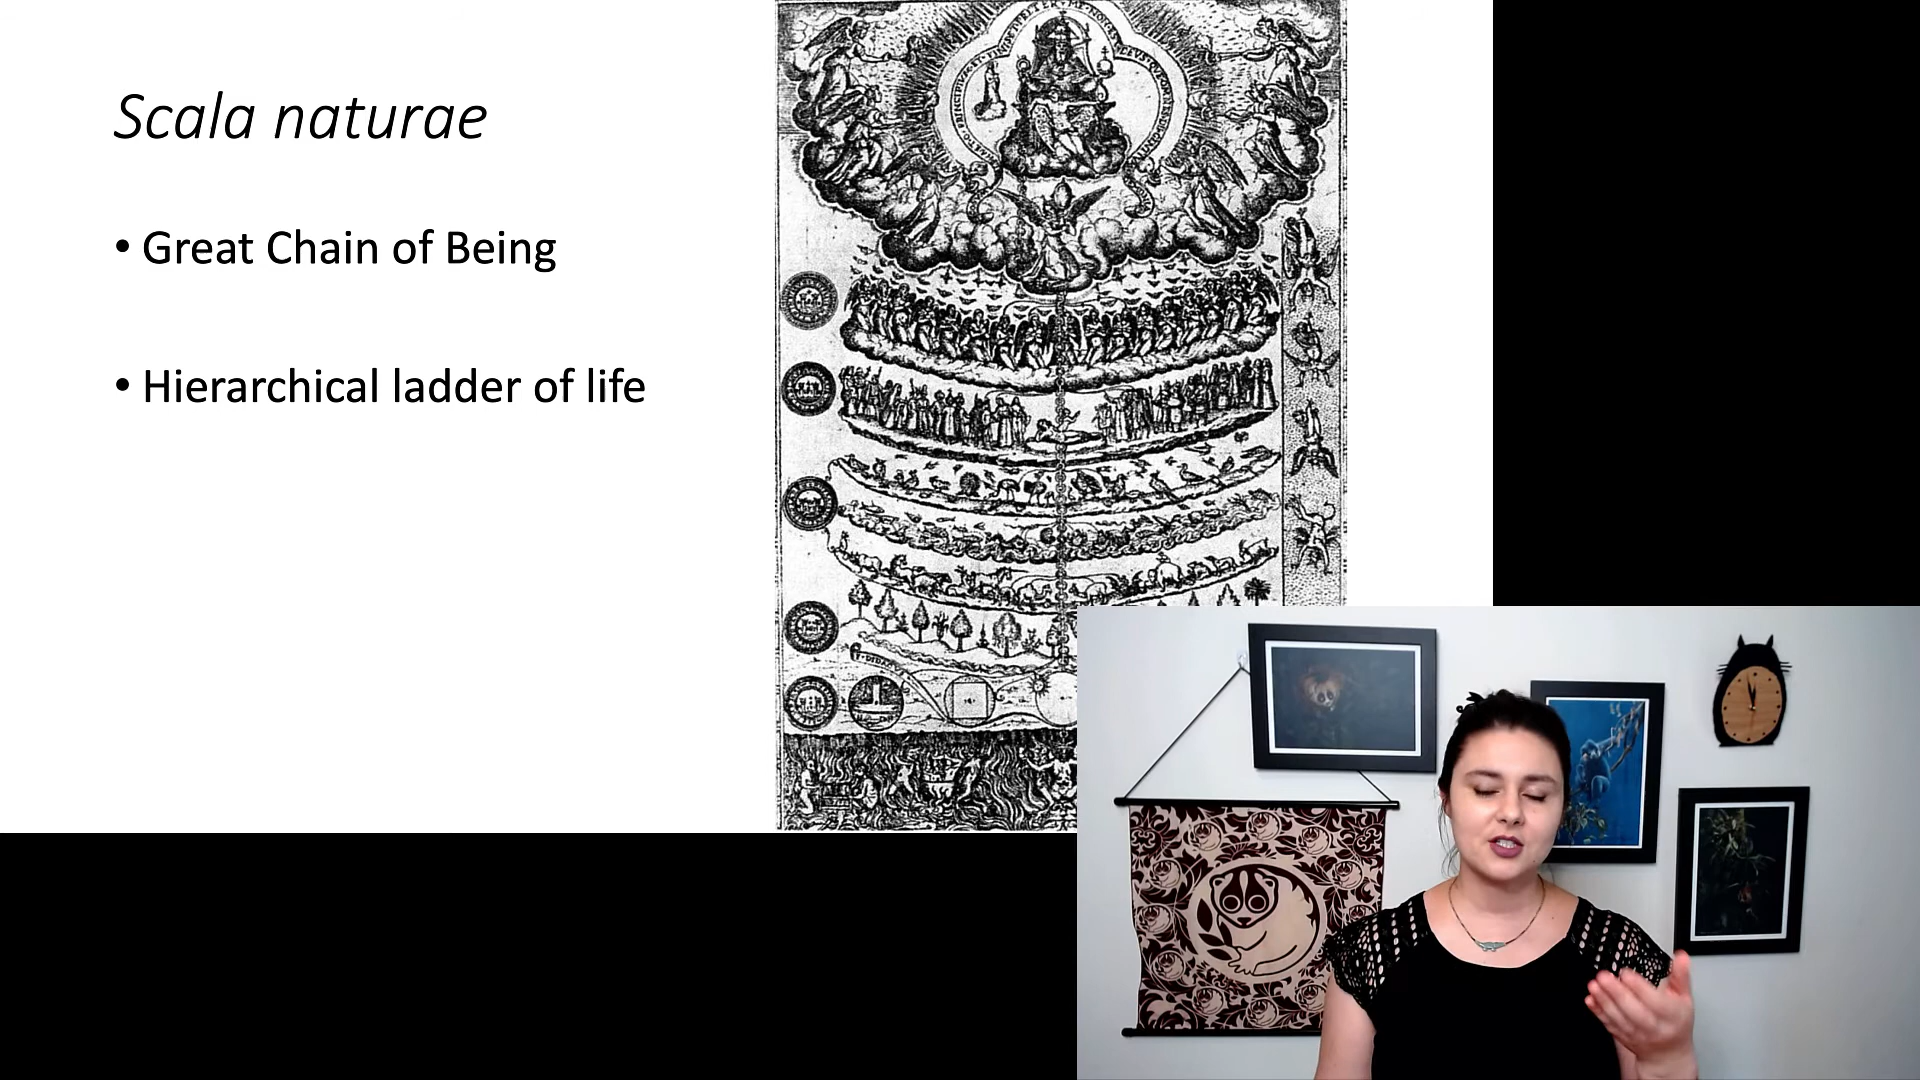 Scala naturae
• Great Chain of Being
• Hierarchical ladder of life